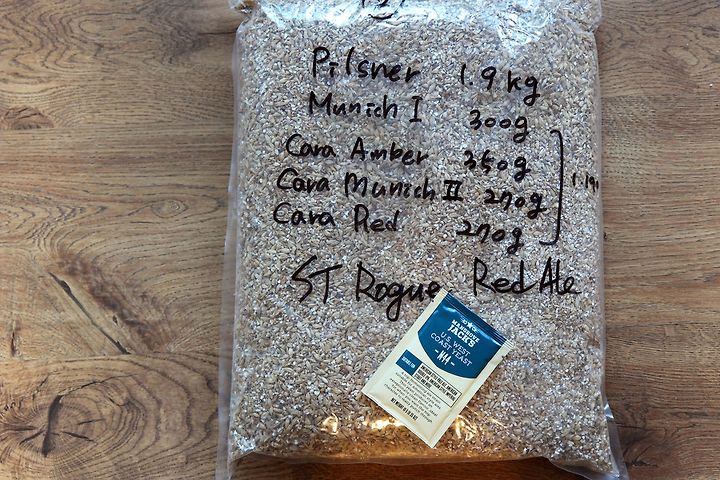 Pilsner 1.9kg
Munich I 300g
Cara Amber 350g
Cara Munich II 270g
Cara Red 270g
ST Rogue Red Ale
MANGROVE
JACK'S
U.S. WEST
COAST YEAST
M44